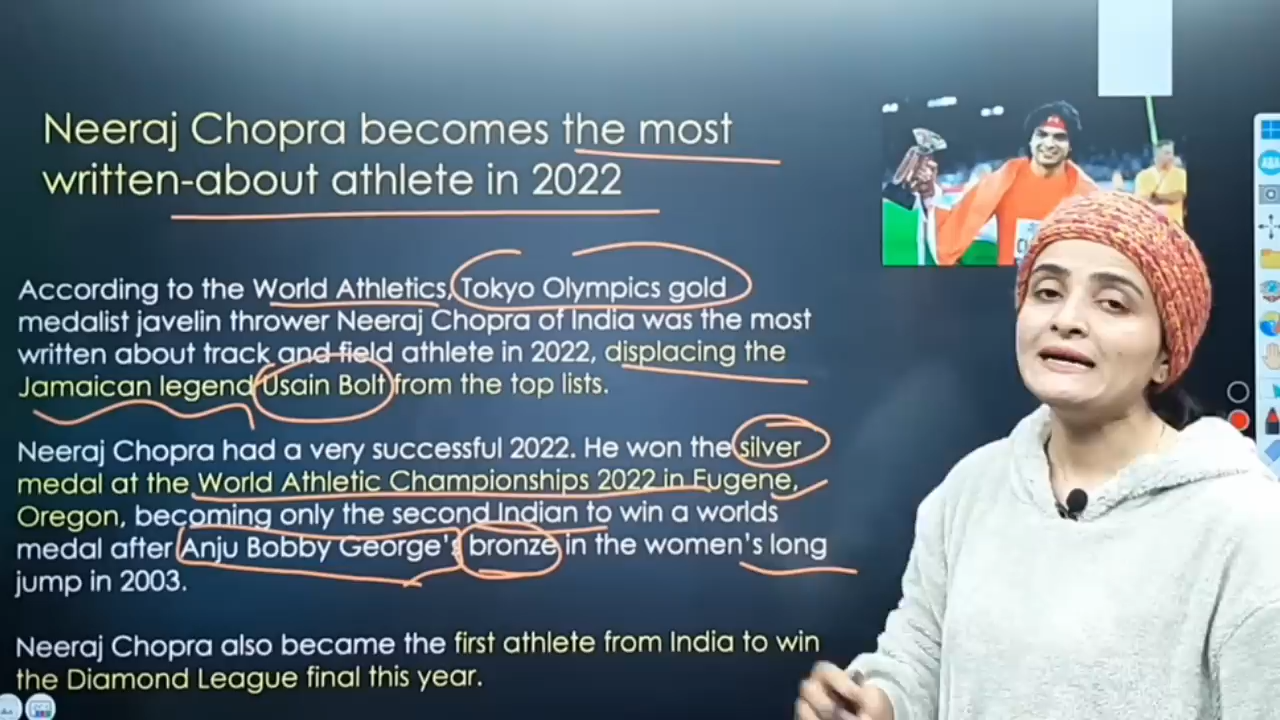 Neeraj Chopra becomes the most
written-about athlete in 2022
According to the World Athletics, Tokyo Olympics gold
medalist javelin thrower Neeraj Chopra of India was the most
written about track and field athlete in 2022, displacing the
Jamaican legend Usain Bolt from the top lists.
Neeraj Chopra had a very successful 2022. He won the silver
medal at the World Athletic Championships 2022 in Eugene,
Oregon, becoming only the second Indian to win a worlds
medal after Anju Bobby George's bronze in the women's long
jump in 2003.
Neeraj Chopra also became the first athlete from India to win
the Diamond League final this year.